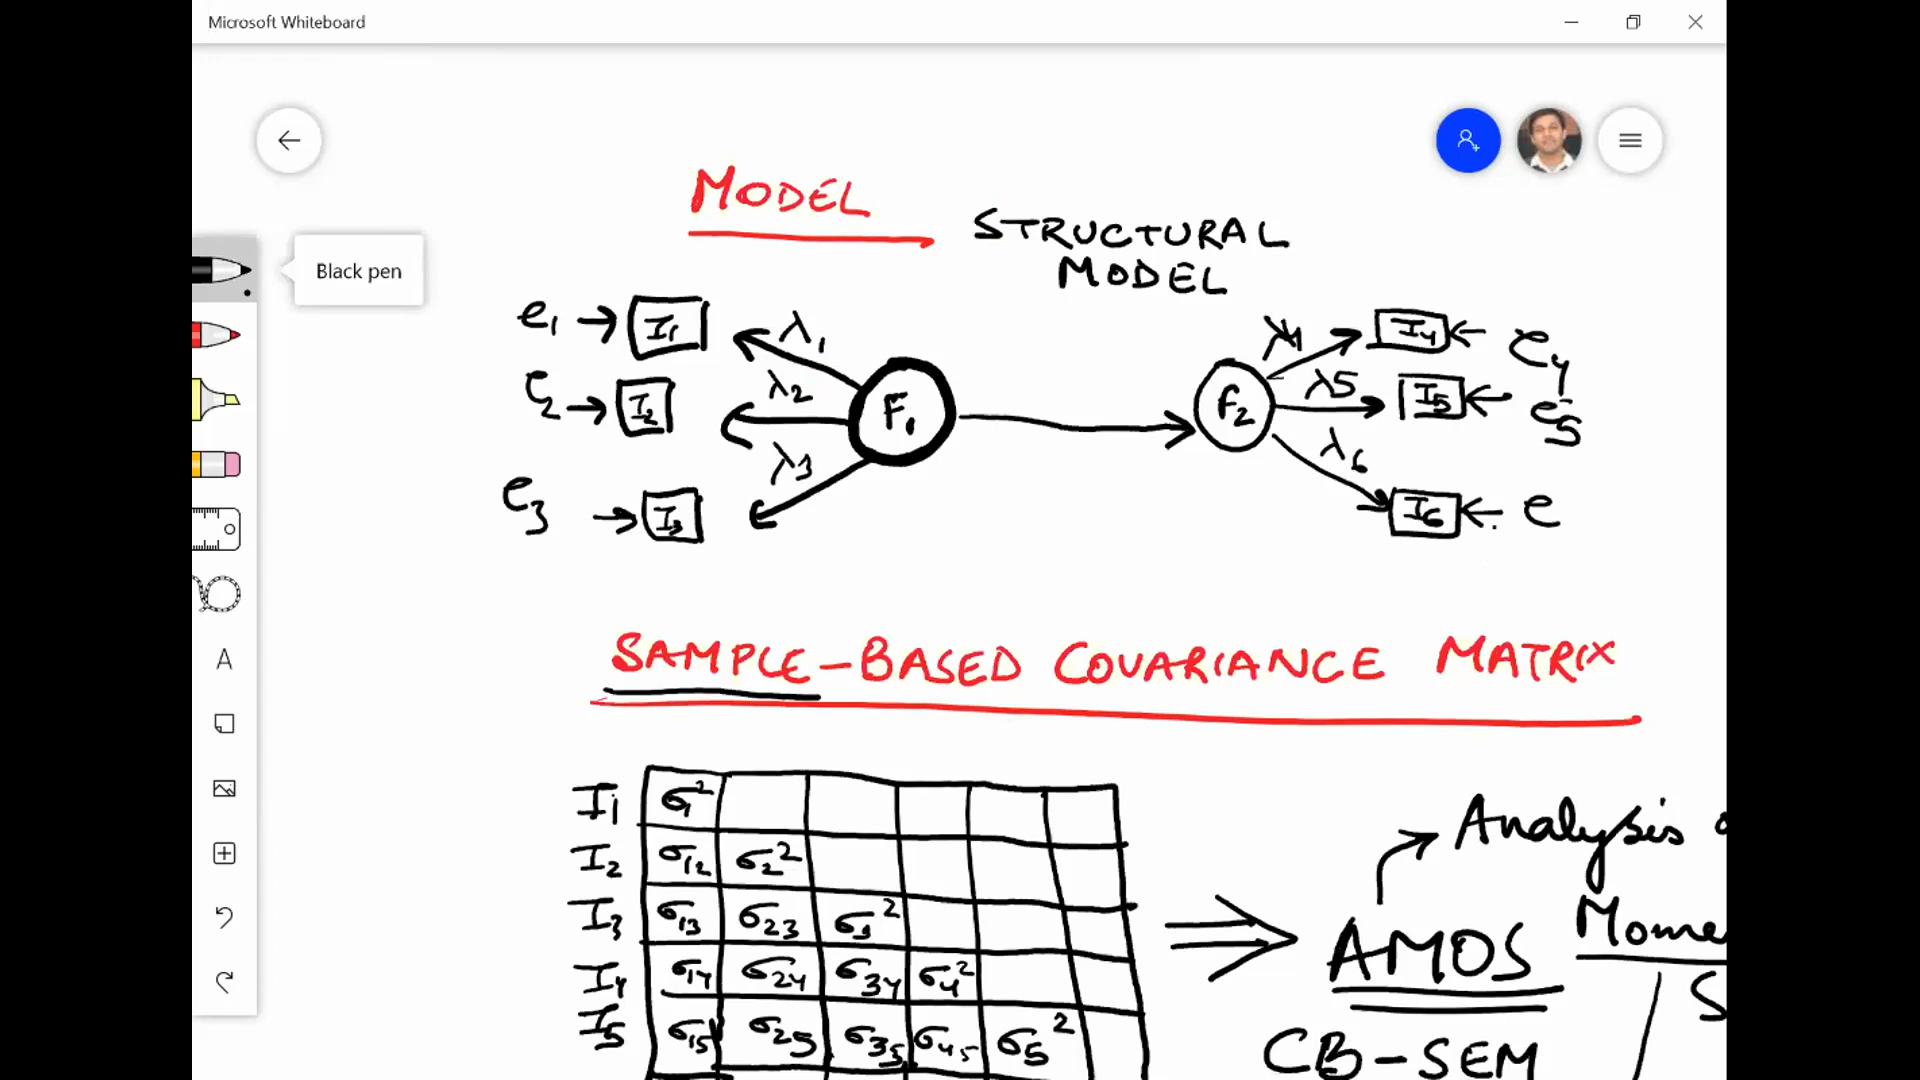 Microsoft Whiteboard
MODEL
STRUCTURAL
MODEL
Black pen
e1 → I1 λ1 λ4 I4 ← e4
e2 → I2 λ2 F1 F2 λ5 I5 ← e5
e3 → I3 λ3 λ6 I6 ← e
SAMPLE-BASED COVARIANCE MATRIX
I1 σ1²
I2 σ12 σ2²
I3 σ13 σ23 σ3²
I4 σ14 σ24 σ34 σ4²
I5 σ15 σ25 σ35 σ45 σ5²
Analysis
AMOS Mome
S
CB-SEM
A